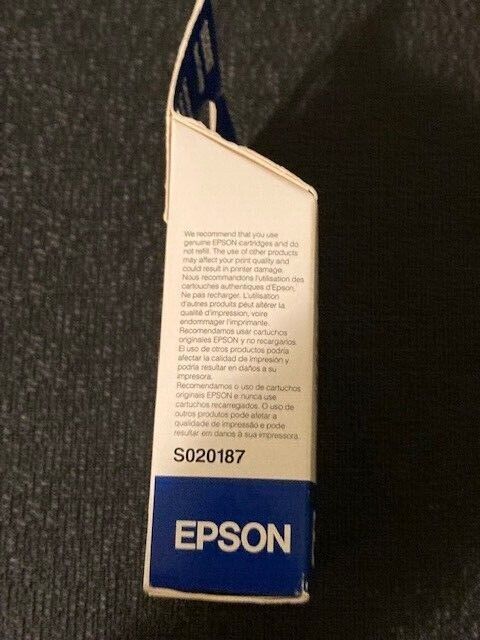 We recommend that you use
genuine EPSON cartridges and do
not refill. The use of other products
may affect your print quality and
could result in printer damage.
Nous recommandons l'utilisation des
cartouches authentiques d'Epson.
Ne pas recharger. L'utilisation
d'autres produits peut altérer la
qualité d'impression, voire
endommager l'imprimante.
Recomendamos usar cartuchos
originales EPSON y no recargarlos.
El uso de otros productos podría
afectar la calidad de impresión y
podría resultar en daños a su
impresora.
Recomendamos o uso de cartuchos
originais EPSON e nunca use
cartuchos recarregados. O uso de
outros produtos pode afetar a
qualidade de impressão e pode
resultar em danos à sua impressora.
S020187
EPSON